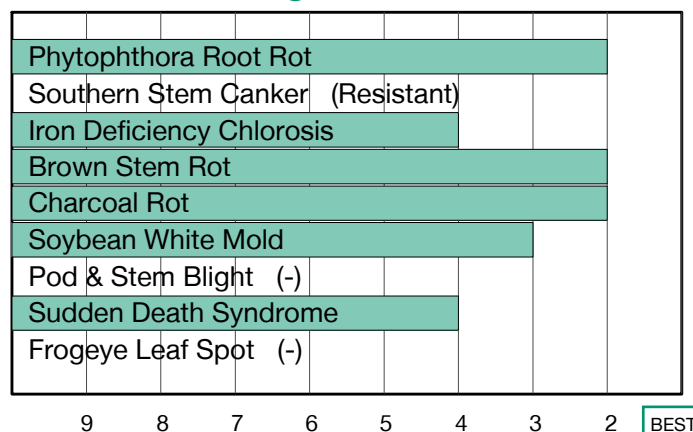 Phytophthora Root Rot
Southern Stem Canker (Resistant)
Iron Deficiency Chlorosis
Brown Stem Rot
Charcoal Rot
Soybean White Mold
Pod & Stem Blight (-)
Sudden Death Syndrome
Frogeye Leaf Spot (-)
9 8 7 6 5 4 3 2 BEST